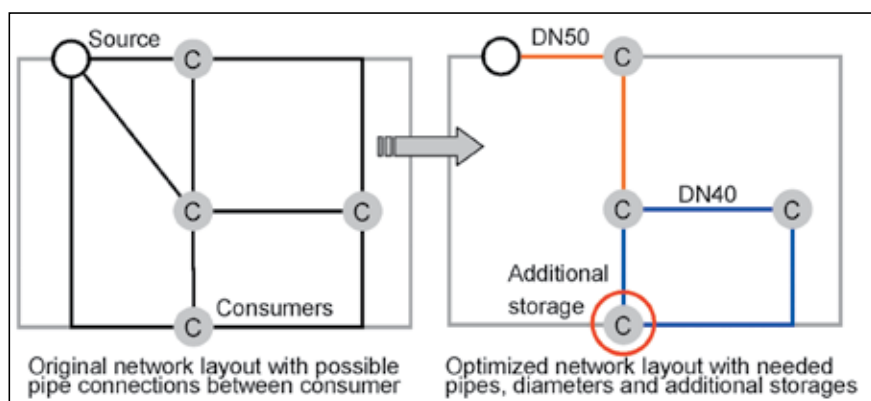 Source
C
C
C
C
Consumers
Original network layout with possible
pipe connections between consumer
DN50
C
C
DN40
C
Additional
storage
C
Optimized network layout with needed
pipes, diameters and additional storages